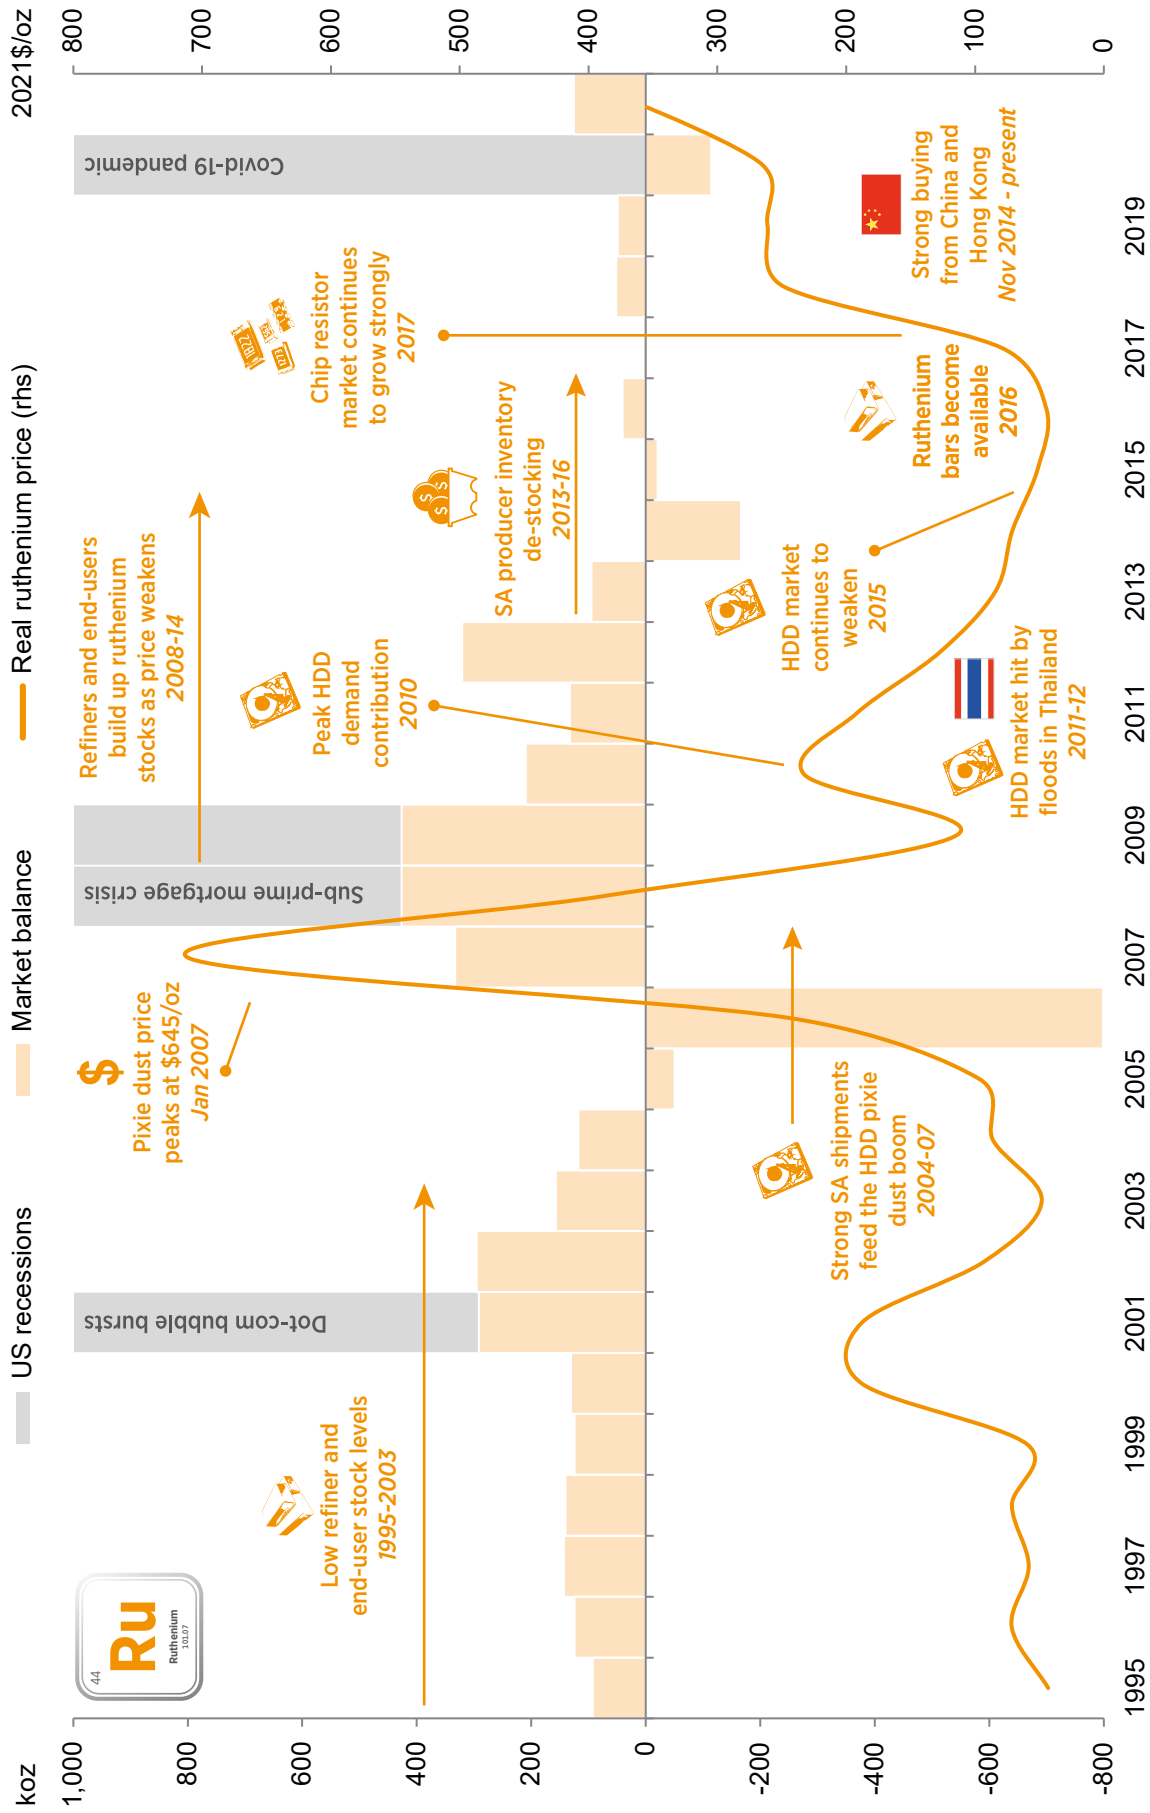 koz
US recessions
Market balance
Real ruthenium price (rhs)
2021$/oz
1,000
800
600
400
200
0
-200
-400
-600
-800
800
700
600
500
400
300
200
100
0
44
Ru
Ruthenium
101.07
Low refiner and
end-user stock levels
1995-2003
Dot-com bubble bursts
$
Pixie dust price
peaks at $645/oz
Jan 2007
Sub-prime mortgage crisis
Refiners and end-users
build up ruthenium
stocks as price weakens
2008-14
Peak HDD
demand
contribution
2010
SA producer inventory
de-stocking
2013-16
Chip resistor
market continues
to grow strongly
2017
Covid-19 pandemic
Strong SA shipments
feed the HDD pixie
dust boom
2004-07
HDD market hit by
floods in Thailand
2011-12
HDD market
continues to
weaken
2015
Ruthenium
bars become
available
2016
Strong buying
from China and
Hong Kong
Nov 2014 - present
1995
1997
1999
2001
2003
2005
2007
2009
2011
2013
2015
2017
2019